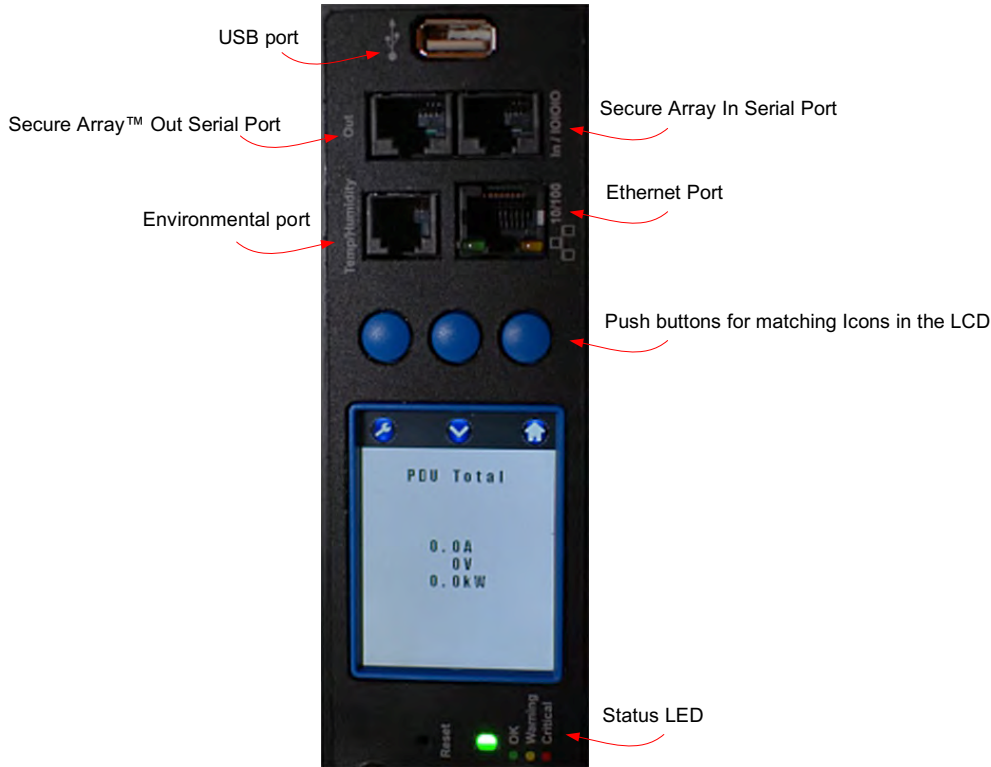 USB port
Secure Array™ Out Serial Port
Out
In / IOIOIO
Secure Array In Serial Port
Environmental port
Temp/Humidity
10/100
Ethernet Port
Push buttons for matching Icons in the LCD
PDU Total
0.0A
0V
0.0kW
Reset
OK
Warning
Critical
Status LED